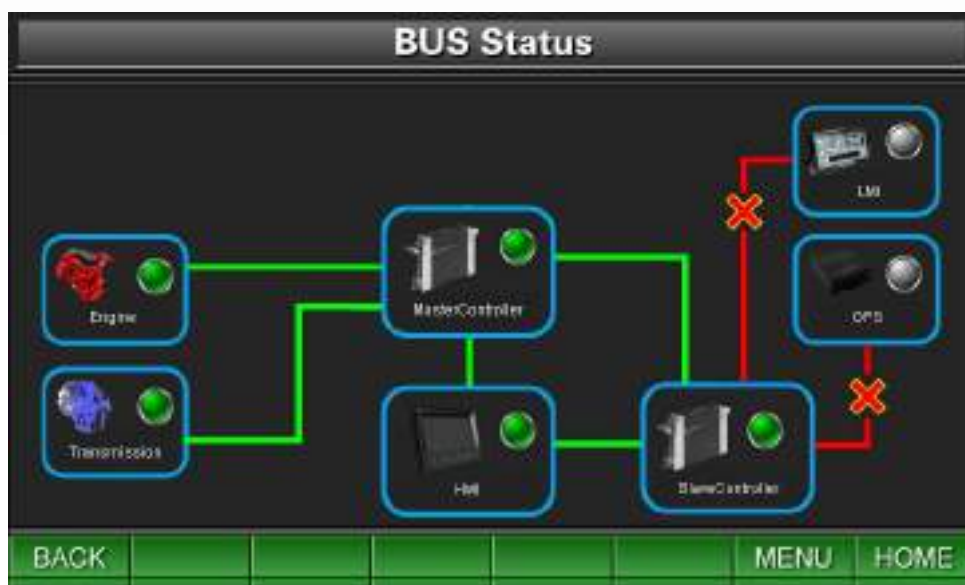 BUS Status
LMI
Engine
MasterController
OPS
Transmission
HMI
SlaveController
BACK
MENU
HOME